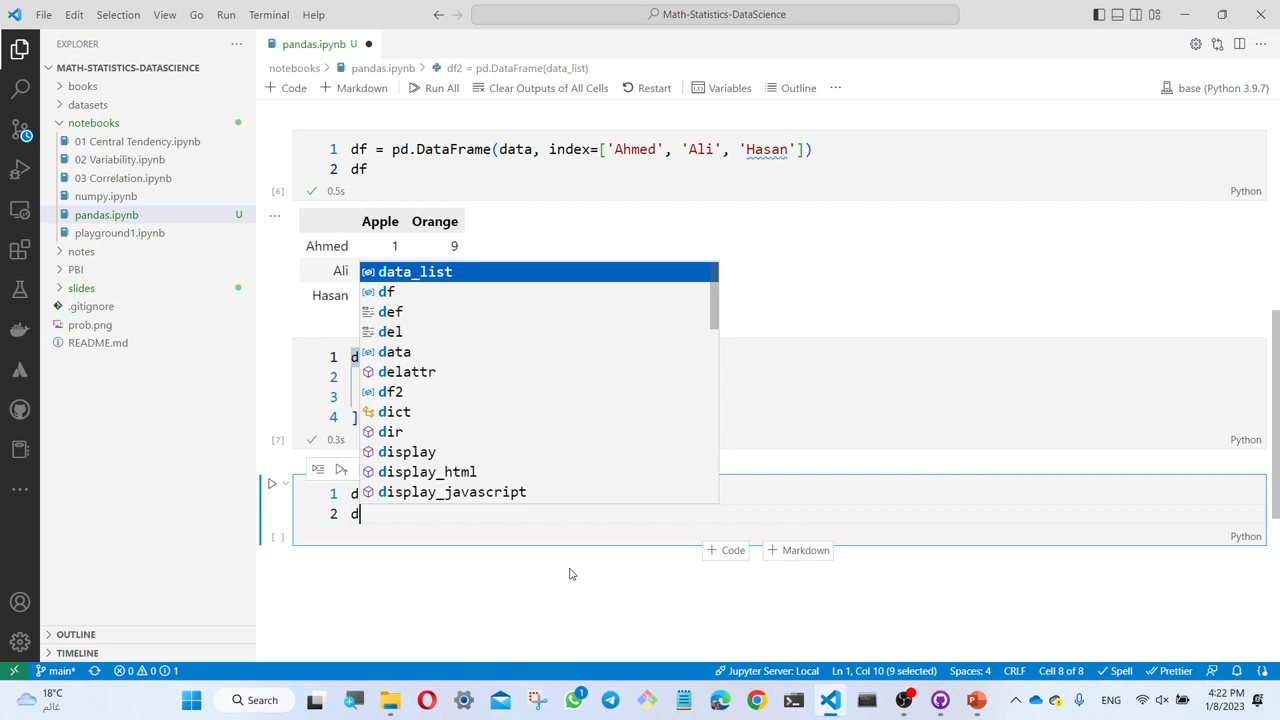 File Edit Selection View Go Run Terminal Help
Math-Statistics-DataScience
EXPLORER
MATH-STATISTICS-DATASCIENCE
books
datasets
notebooks
01 Central Tendency.ipynb
02 Variability.ipynb
03 Correlation.ipynb
numpy.ipynb
pandas.ipynb U
playground1.ipynb
notes
PBI
slides
.gitignore
prob.png
README.md
OUTLINE
TIMELINE
pandas.ipynb U
notebooks > pandas.ipynb > df2 = pd.DataFrame(data_list)
+ Code + Markdown Run All Clear Outputs of All Cells Restart Variables Outline ... base (Python 3.9.7)
1 df = pd.DataFrame(data, index=['Ahmed', 'Ali', 'Hasan'])
2 df
[6] 0.5s Python
Apple Orange
Ahmed 1 9
Ali
Hasan
data_list
df
def
del
data
delattr
df2
dict
dir
display
display_html
display_javascript
1 d
2
3
4 ]
[7] 0.3s Python
1 d
2 d
[ ] Python
+ Code + Markdown
main* 0 0 1 Jupyter Server: Local Ln 1, Col 10 (9 selected) Spaces: 4 CRLF Cell 8 of 8 Spell Prettier
18°C
غائم
Search
1
ENG
4:22 PM
1/8/2023